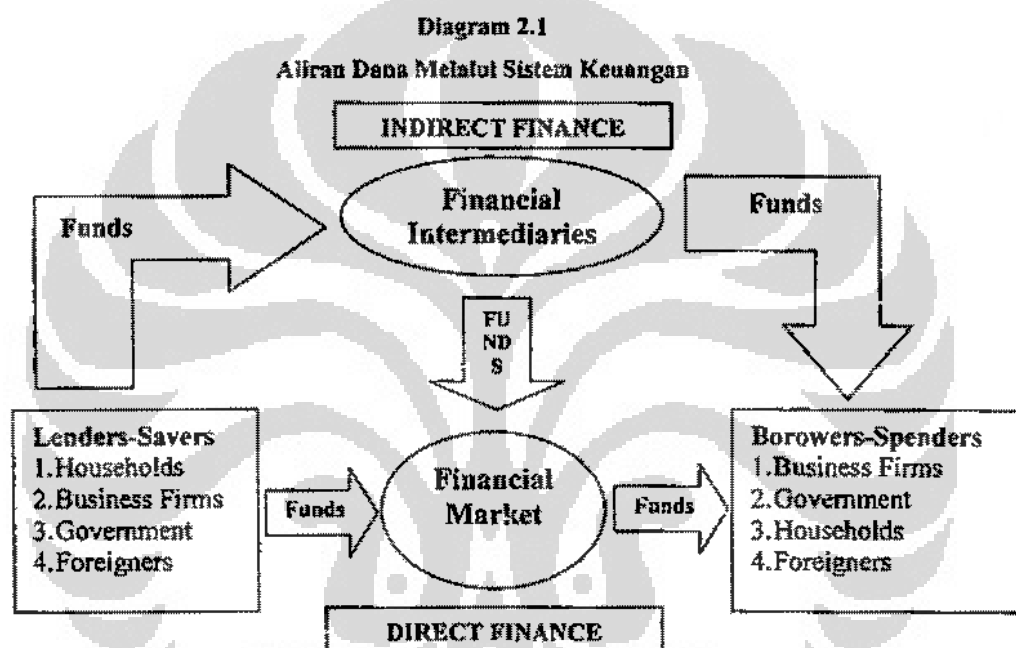 Diagram 2.1
Aliran Dana Melalui Sistem Keuangan
INDIRECT FINANCE
Financial
Intermediaries
Funds
Funds
FU
ND
S
Lenders-Savers
1.Households
2.Business Firms
3.Government
4.Foreigners
Funds
Financial
Market
Funds
Borowers-Spenders
1.Business Firms
2.Government
3.Households
4.Foreigners
DIRECT FINANCE